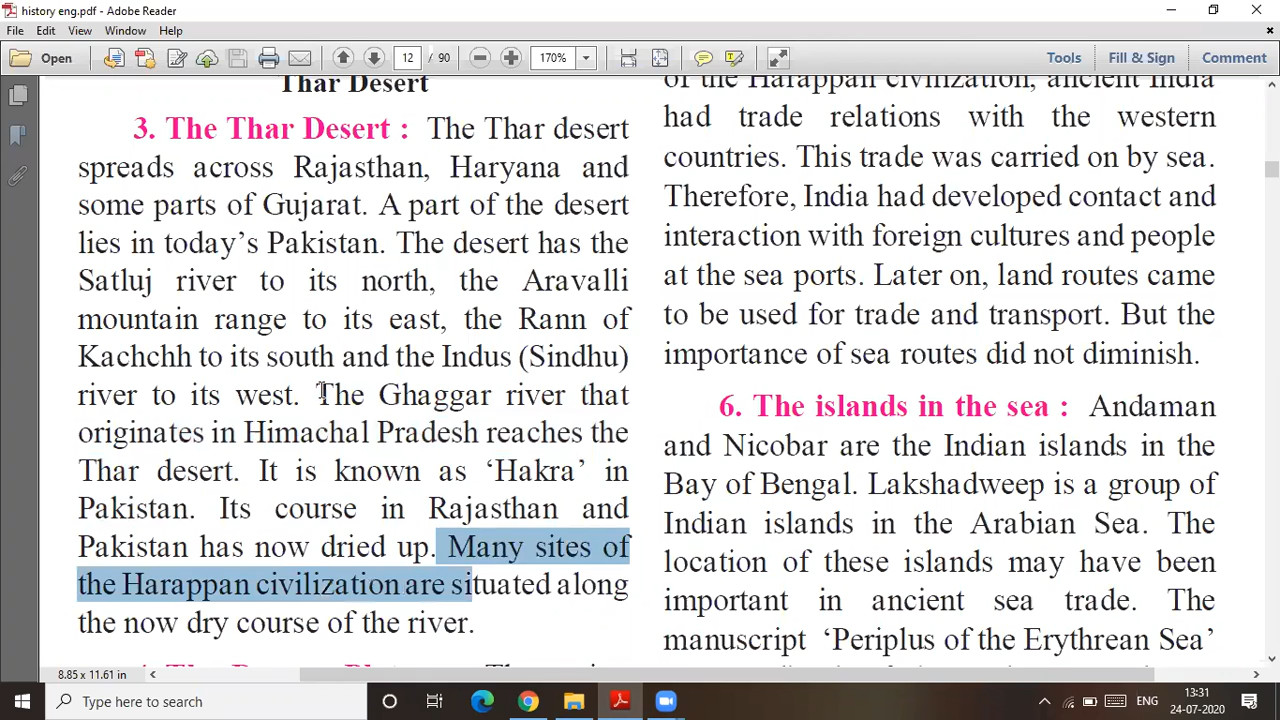 history eng.pdf - Adobe Reader
File Edit View Window Help
Open 12 / 90 170% Tools Fill & Sign Comment
Thar Desert
3. The Thar Desert : The Thar desert
spreads across Rajasthan, Haryana and
some parts of Gujarat. A part of the desert
lies in today’s Pakistan. The desert has the
Satluj river to its north, the Aravalli
mountain range to its east, the Rann of
Kachchh to its south and the Indus (Sindhu)
river to its west. The Ghaggar river that
originates in Himachal Pradesh reaches the
Thar desert. It is known as ‘Hakra’ in
Pakistan. Its course in Rajasthan and
Pakistan has now dried up. Many sites of
the Harappan civilization are situated along
the now dry course of the river.
of the Harappan civilization, ancient India
had trade relations with the western
countries. This trade was carried on by sea.
Therefore, India had developed contact and
interaction with foreign cultures and people
at the sea ports. Later on, land routes came
to be used for trade and transport. But the
importance of sea routes did not diminish.
6. The islands in the sea : Andaman
and Nicobar are the Indian islands in the
Bay of Bengal. Lakshadweep is a group of
Indian islands in the Arabian Sea. The
location of these islands may have been
important in ancient sea trade. The
manuscript ‘Periplus of the Erythrean Sea’
8.85 x 11.61 in
Type here to search
ENG
13:31
24-07-2020